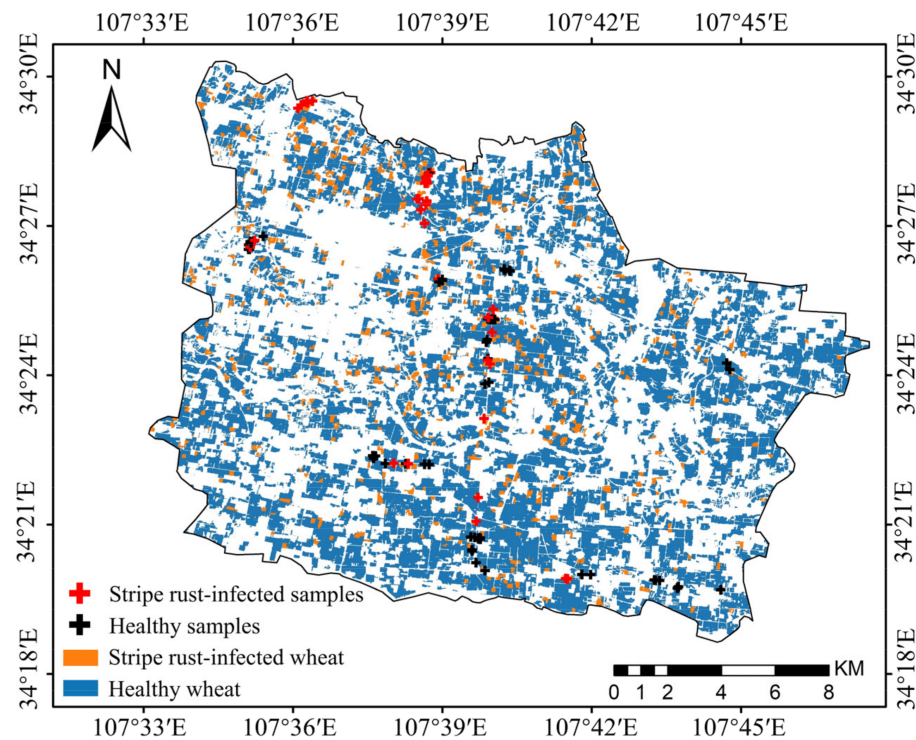 107°33′E 107°36′E 107°39′E 107°42′E 107°45′E
34°30′E 34°30′E
N
34°27′E 34°27′E
34°24′E 34°24′E
34°21′E 34°21′E
Stripe rust-infected samples
Healthy samples
Stripe rust-infected wheat
Healthy wheat
34°18′E 34°18′E
KM
0 1 2 4 6 8
107°33′E 107°36′E 107°39′E 107°42′E 107°45′E